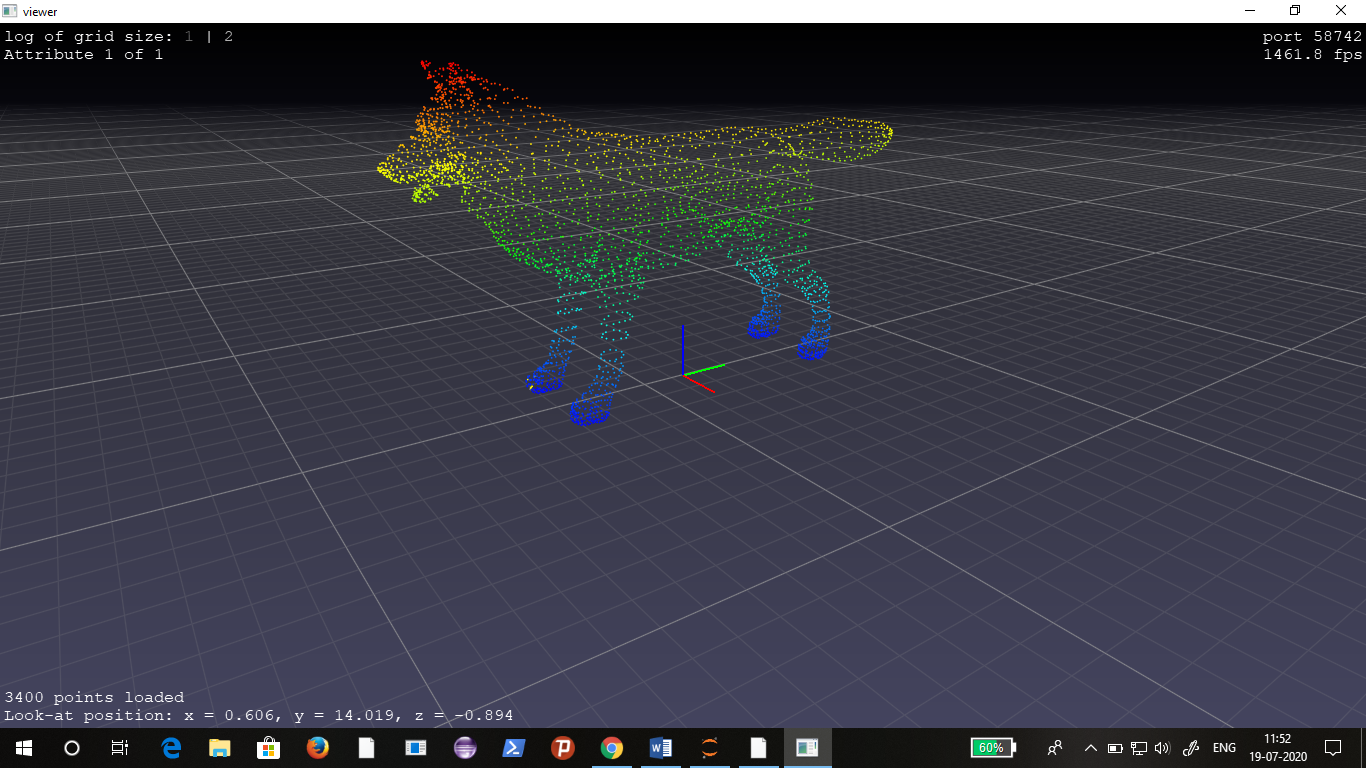 viewer
log of grid size: 1 | 2
Attribute 1 of 1
port 58742
1461.8 fps
3400 points loaded
Look-at position: x = 0.606, y = 14.019, z = -0.894
60%
ENG
11:52
19-07-2020